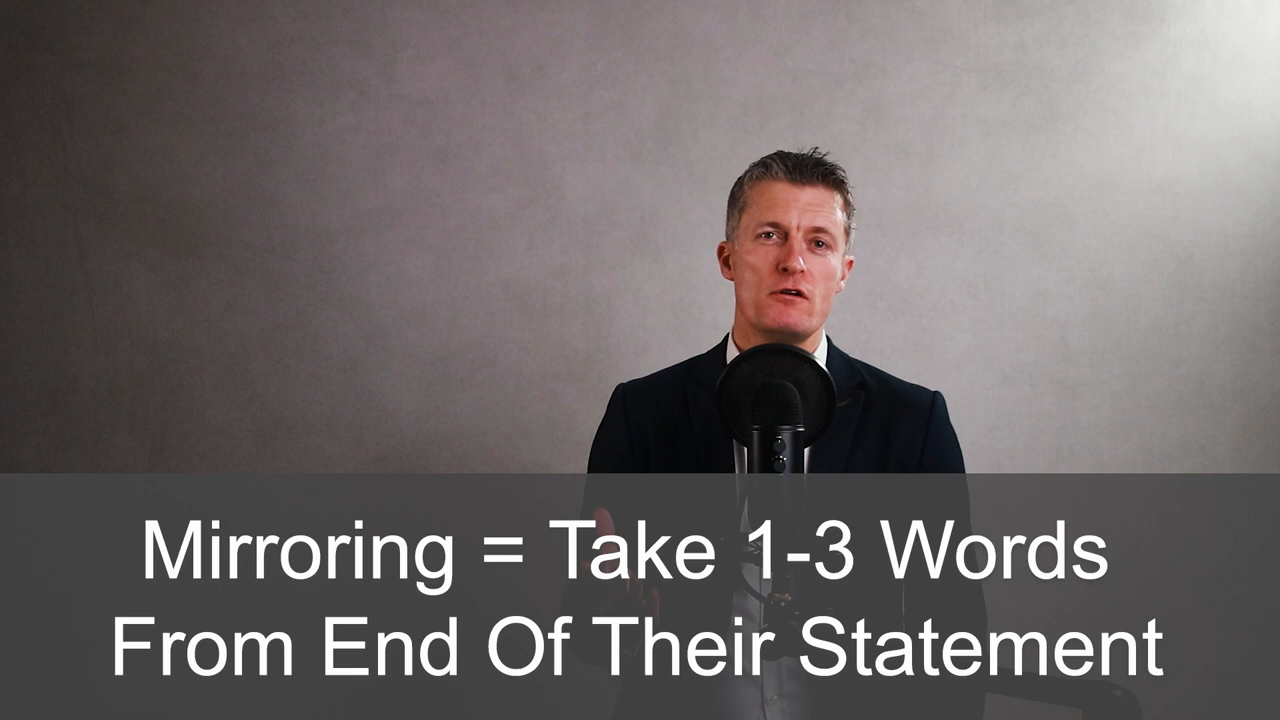 Mirroring = Take 1-3 Words
From End Of Their Statement